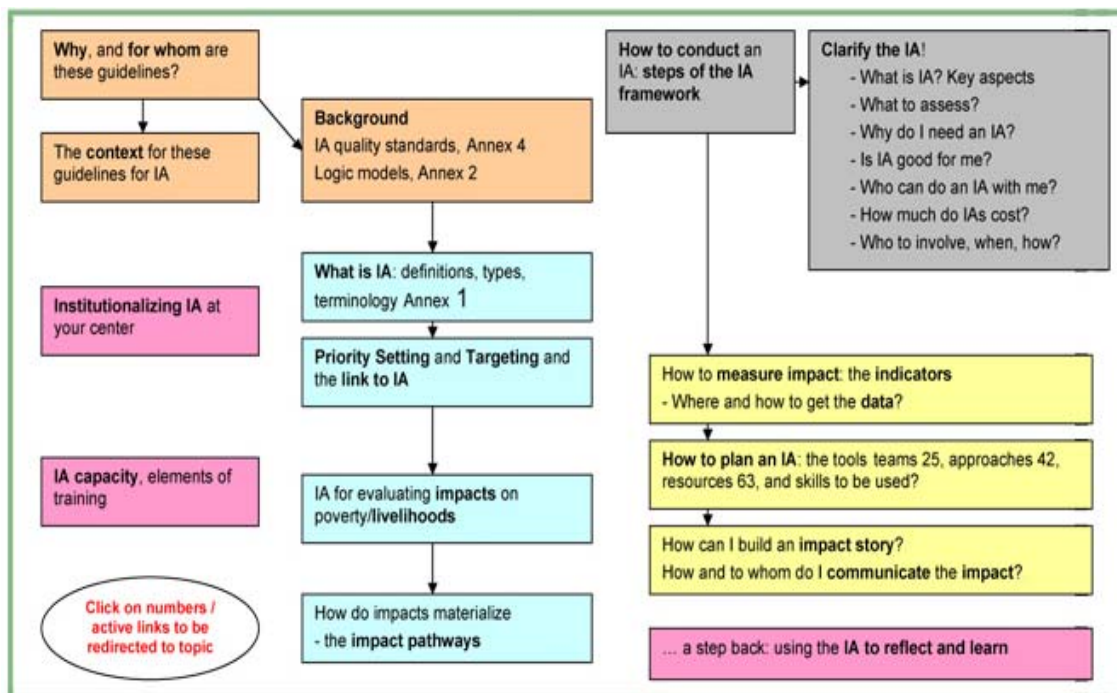 Why, and for whom are
these guidelines?
The context for these
guidelines for IA
Background
IA quality standards, Annex 4
Logic models, Annex 2
What is IA: definitions, types,
terminology Annex 1
Priority Setting and Targeting and
the link to IA
IA for evaluating impacts on
poverty/livelihoods
How do impacts materialize
- the impact pathways
Institutionalizing IA at
your center
IA capacity, elements of
training
Click on numbers /
active links to be
redirected to topic
How to conduct an
IA: steps of the IA
framework
Clarify the IA!
- What is IA? Key aspects
- What to assess?
- Why do I need an IA?
- Is IA good for me?
- Who can do an IA with me?
- How much do IAs cost?
- Who to involve, when, how?
How to measure impact: the indicators
- Where and how to get the data?
How to plan an IA: the tools teams 25, approaches 42,
resources 63, and skills to be used?
How can I build an impact story?
How and to whom do I communicate the impact?
… a step back: using the IA to reflect and learn